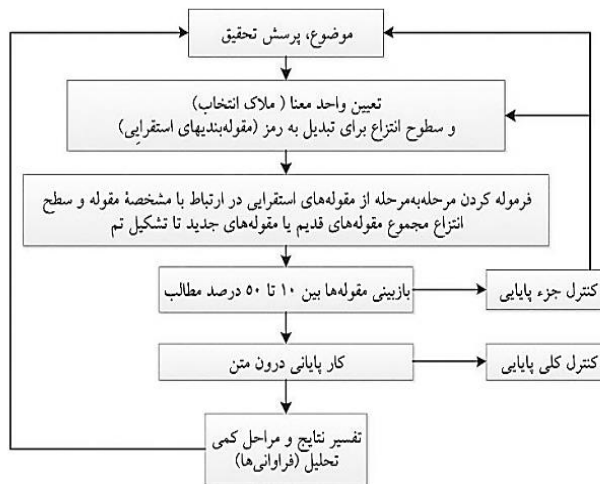 موضوع، پرسش تحقیق
تعیین واحد معنا ( ملاک انتخاب)
و سطوح انتزاع برای تبدیل به رمز (مقوله‌بندیهای استقرایی)
فرموله کردن مرحله‌به‌مرحله از مقوله‌های استقرایی در ارتباط با مشخصهٔ مقوله و سطح
انتزاع مجموع مقوله‌های قدیم یا مقوله‌های جدید تا تشکیل تم
بازبینی مقوله‌ها بین ۱۰ تا ۵۰ درصد مطالب
کنترل جزء پایایی
کار پایانی درون متن
کنترل کلی پایایی
تفسیر نتایج و مراحل کمی
تحلیل (فراوانی‌ها)